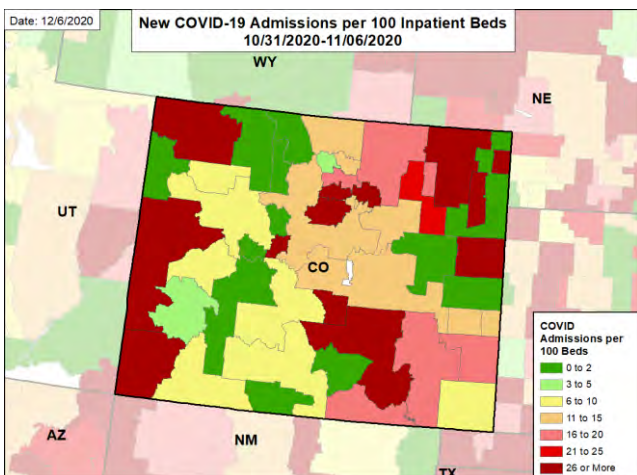 Date: 12/6/2020
New COVID-19 Admissions per 100 Inpatient Beds
10/31/2020-11/06/2020
WY
NE
UT
CO
COVID
Admissions per
100 Beds
0 to 2
3 to 5
6 to 10
11 to 15
16 to 20
21 to 25
26 or More
AZ
NM
TX